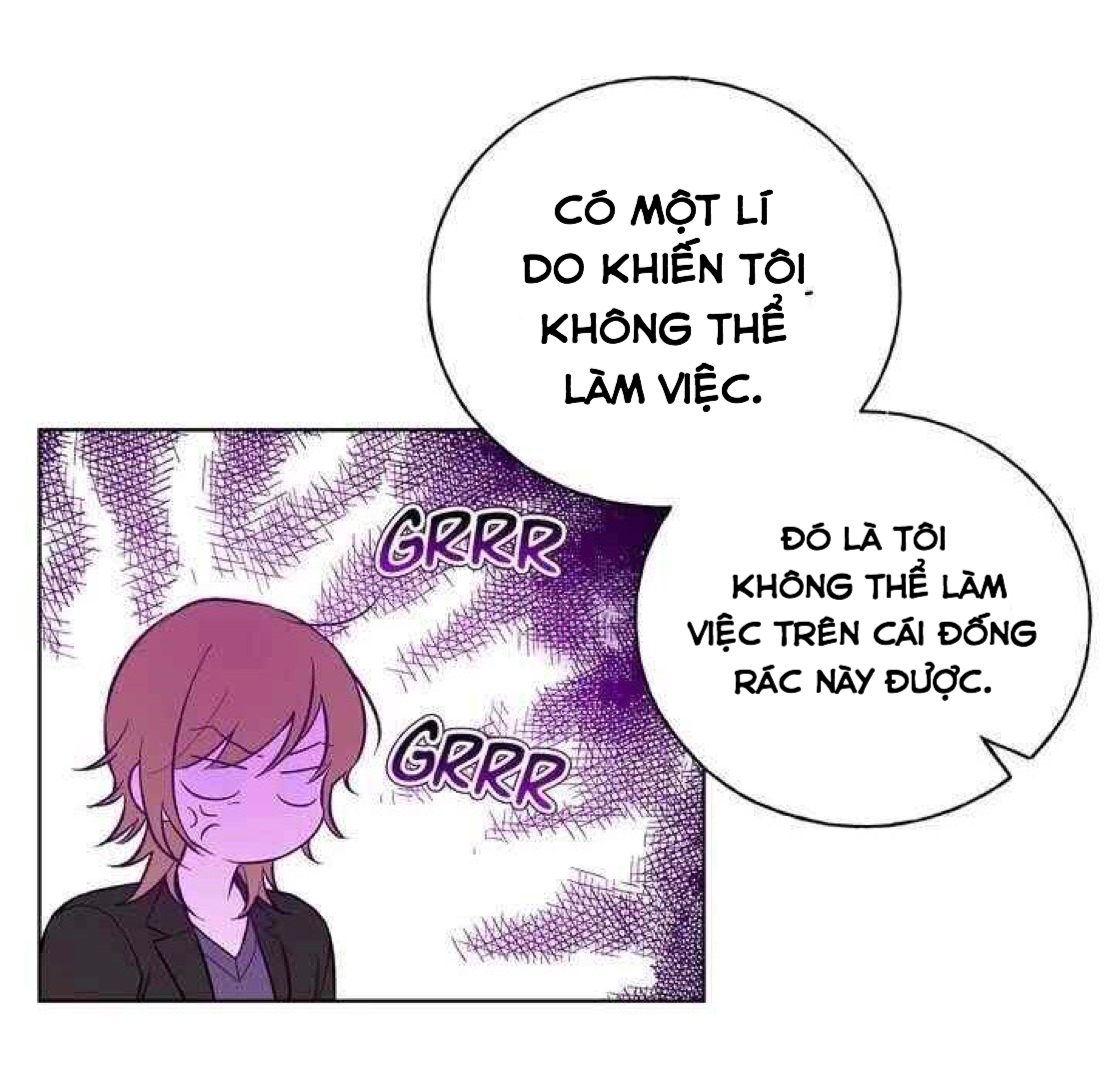 CÓ MỘT LÍ
DO KHIẾN TÔI
KHÔNG THỂ
LÀM VIỆC.
GRRR
ĐÓ LÀ TÔI
KHÔNG THỂ LÀM
VIỆC TRÊN CÁI ĐỐNG
RÁC NÀY ĐƯỢC.
GRRR